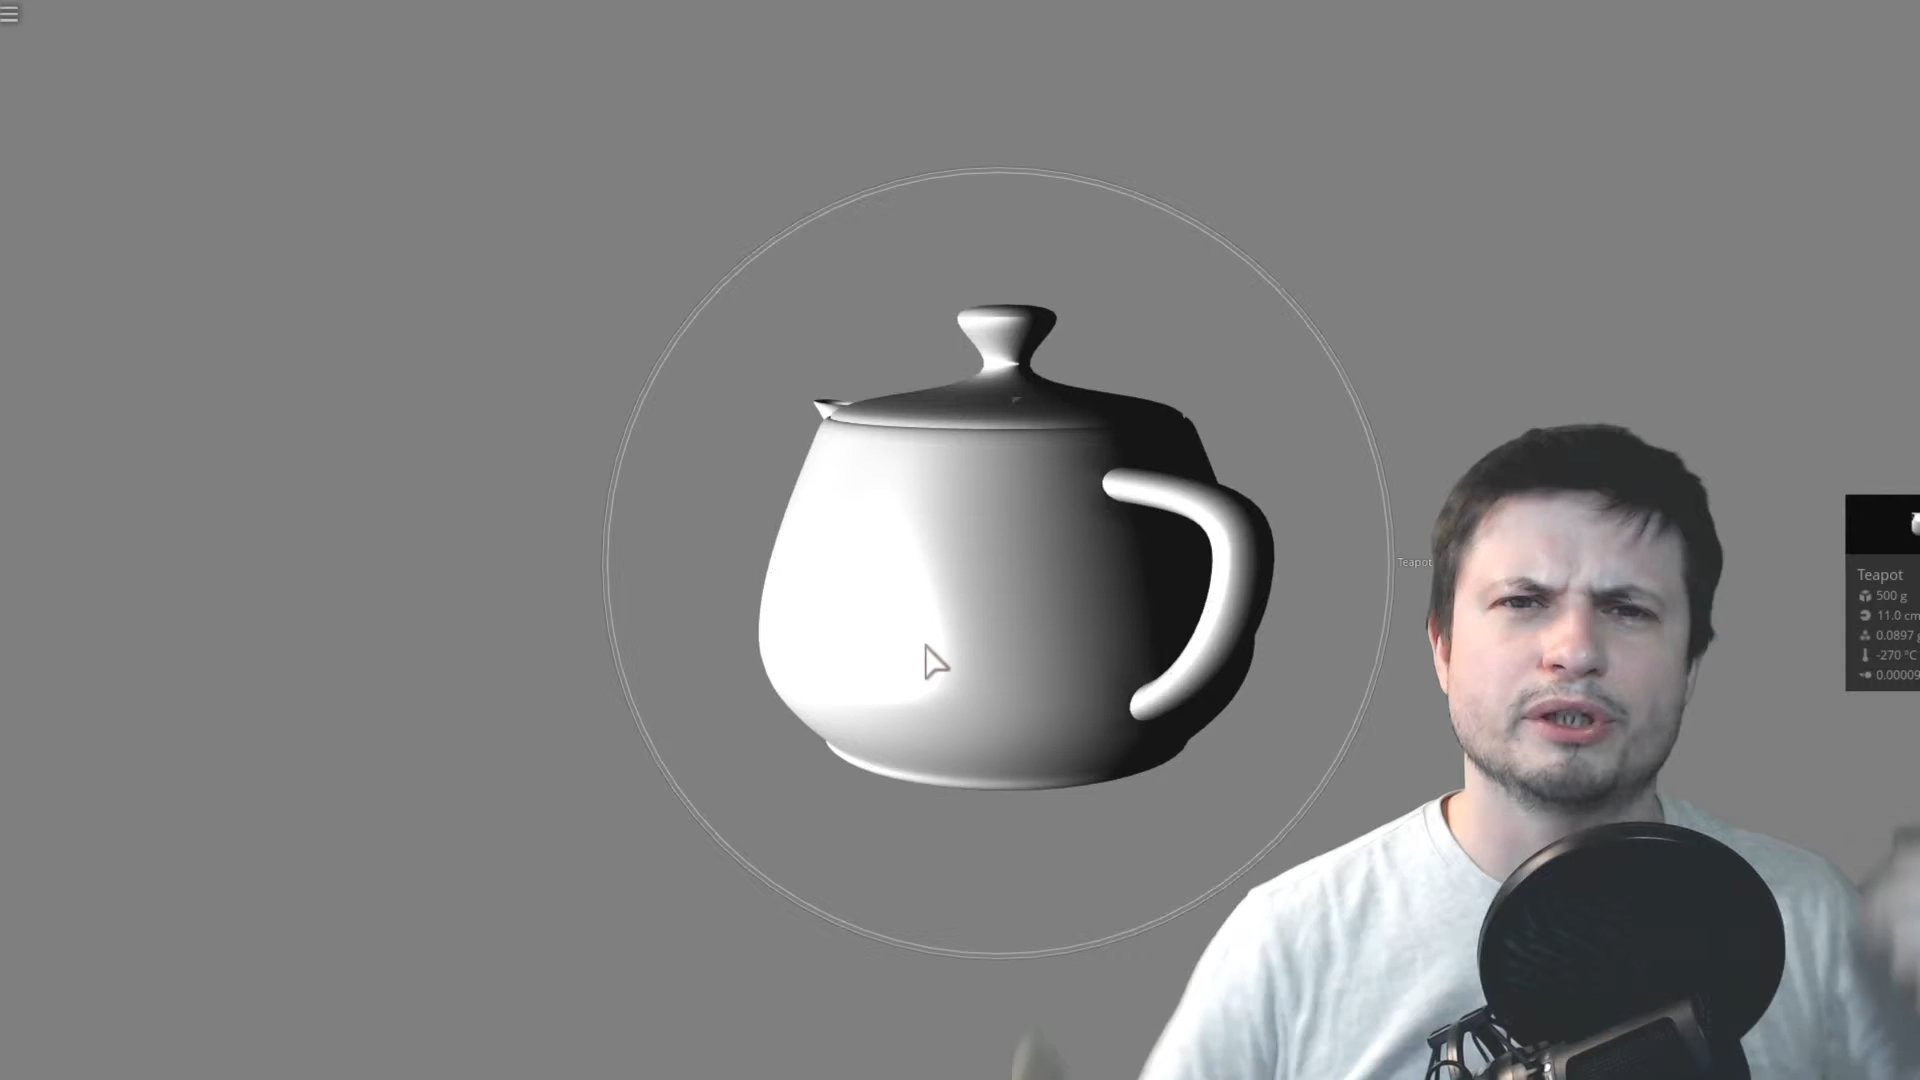 Teapot
Teapot
500 g
11.0 cm
0.0897 g
-270 °C
0.00009